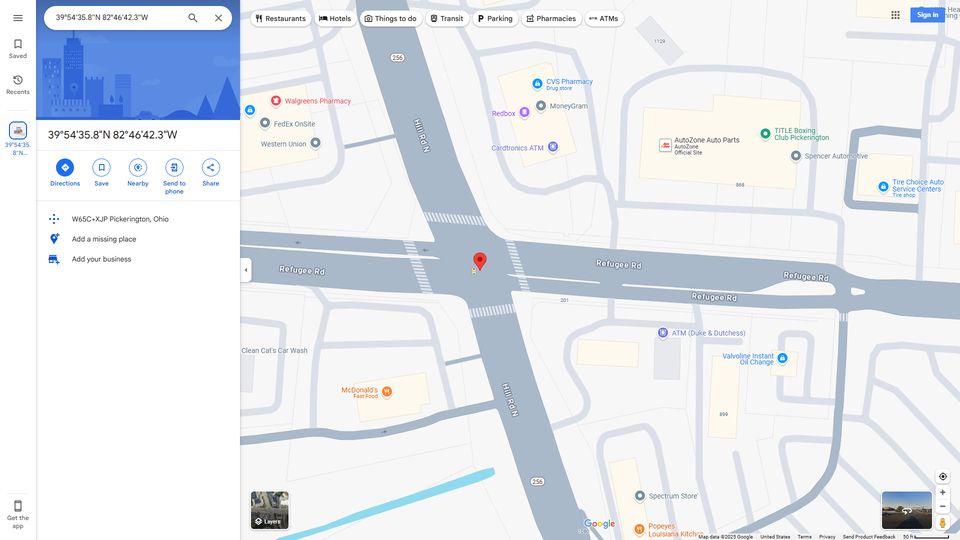 39°54'35.8"N 82°46'42.3"W
Restaurants
Hotels
Things to do
Transit
Parking
Pharmacies
ATMs
Sign in
Saved
Recents
39°54'35.
8"N...
Get the
app
39°54'35.8"N 82°46'42.3"W
Directions
Save
Nearby
Send to
phone
Share
W65C+XJP Pickerington, Ohio
Add a missing place
Add your business
256
1129
CVS Pharmacy
Drug store
Walgreens Pharmacy
Redbox
MoneyGram
FedEx OnSite
Western Union
Cardtronics ATM
Hill Rd N
AutoZone Auto Parts
AutoZone
Official Site
TITLE Boxing
Club Pickerington
Spencer Automotive
Tire Choice Auto
Service Centers
Tire shop
868
Refugee Rd
Refugee Rd
Refugee Rd
Refugee Rd
201
ATM (Duke & Dutchess)
Clean Cat's Car Wash
Valvoline Instant
Oil Change
McDonald's
Fast Food
Hill Rd N
899
256
Spectrum Store
Popeyes
Louisiana Kitchen
Layers
Google
Map data ©2025 Google
United States
Terms
Privacy
Send Product Feedback
50 ft